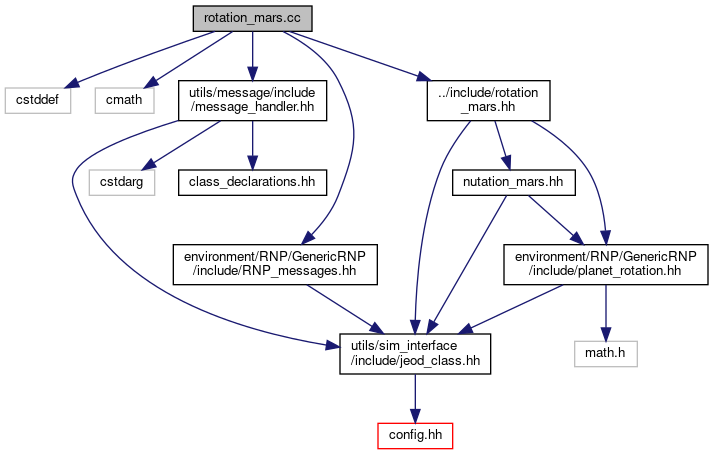 rotation_mars.cc
cstddef
cmath
utils/message/include
/message_handler.hh
../include/rotation
_mars.hh
cstdarg
class_declarations.hh
nutation_mars.hh
environment/RNP/GenericRNP
/include/RNP_messages.hh
environment/RNP/GenericRNP
/include/planet_rotation.hh
utils/sim_interface
/include/jeod_class.hh
math.h
config.hh